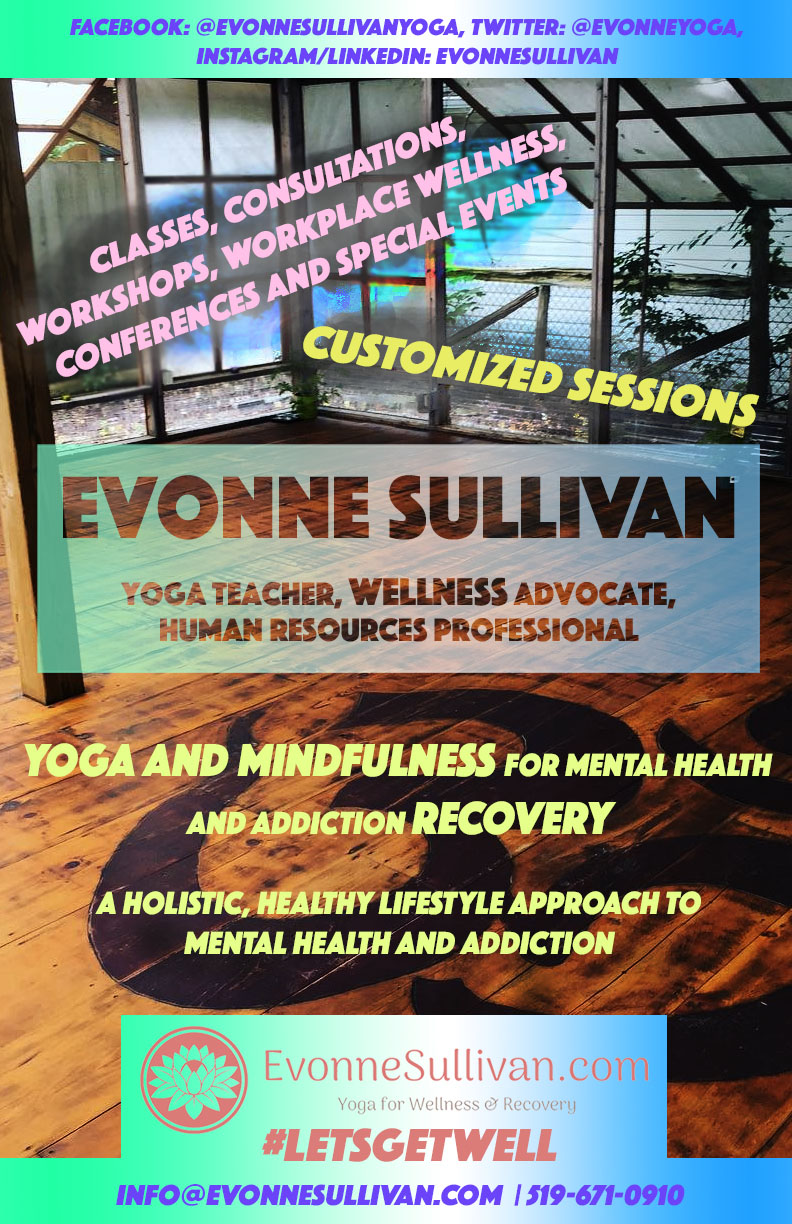 FACEBOOK: @EVONNESULLIVANYOGA, TWITTER: @EVONNEYOGA,
INSTAGRAM/LINKEDIN: EVONNESULLIVAN
CLASSES, CONSULTATIONS,
WORKSHOPS, WORKPLACE WELLNESS,
CONFERENCES AND SPECIAL EVENTS
CUSTOMIZED SESSIONS
EVONNE SULLIVAN
YOGA TEACHER, WELLNESS ADVOCATE,
HUMAN RESOURCES PROFESSIONAL
YOGA AND MINDFULNESS FOR MENTAL HEALTH
AND ADDICTION RECOVERY
A HOLISTIC, HEALTHY LIFESTYLE APPROACH TO
MENTAL HEALTH AND ADDICTION
EvonneSullivan.com
Yoga for Wellness & Recovery
#LETSGETWELL
INFO@EVONNESULLIVAN.COM | 519-671-0910